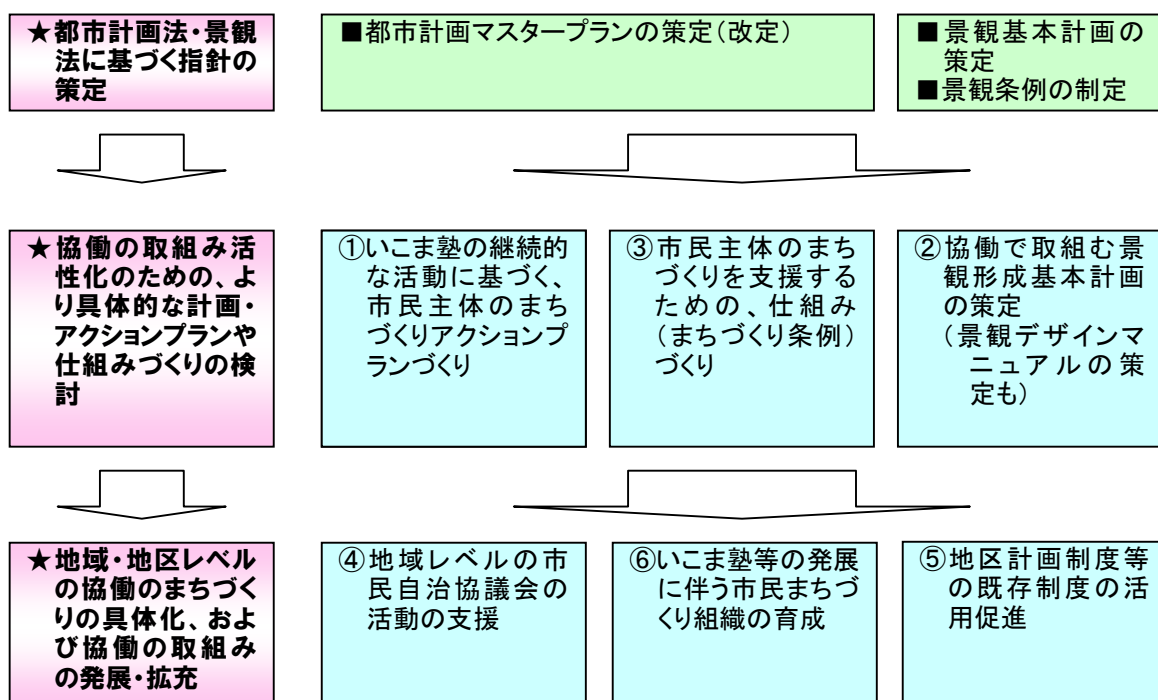 ★都市計画法・景観
法に基づく指針の
策定
■都市計画マスタープランの策定(改定)
■景観基本計画の
策定
■景観条例の制定
★協働の取組み活
性化のための、よ
り具体的な計画・
アクションプランや
仕組みづくりの検
討
①いこま塾の継続的
な活動に基づく、
市民主体のまち
づくりアクションプ
ランづくり
③市民主体のまち
づくりを支援する
ための、仕組み
(まちづくり条例)
づくり
②協働で取組む景
観形成基本計画
の策定
(景観デザインマ
ニュアルの策
定も)
★地域・地区レベル
の協働のまちづく
りの具体化、およ
び協働の取組み
の発展・拡充
④地域レベルの市
民自治協議会の
活動の支援
⑥いこま塾等の発展
に伴う市民まちづ
くり組織の育成
⑤地区計画制度等
の既存制度の活
用促進